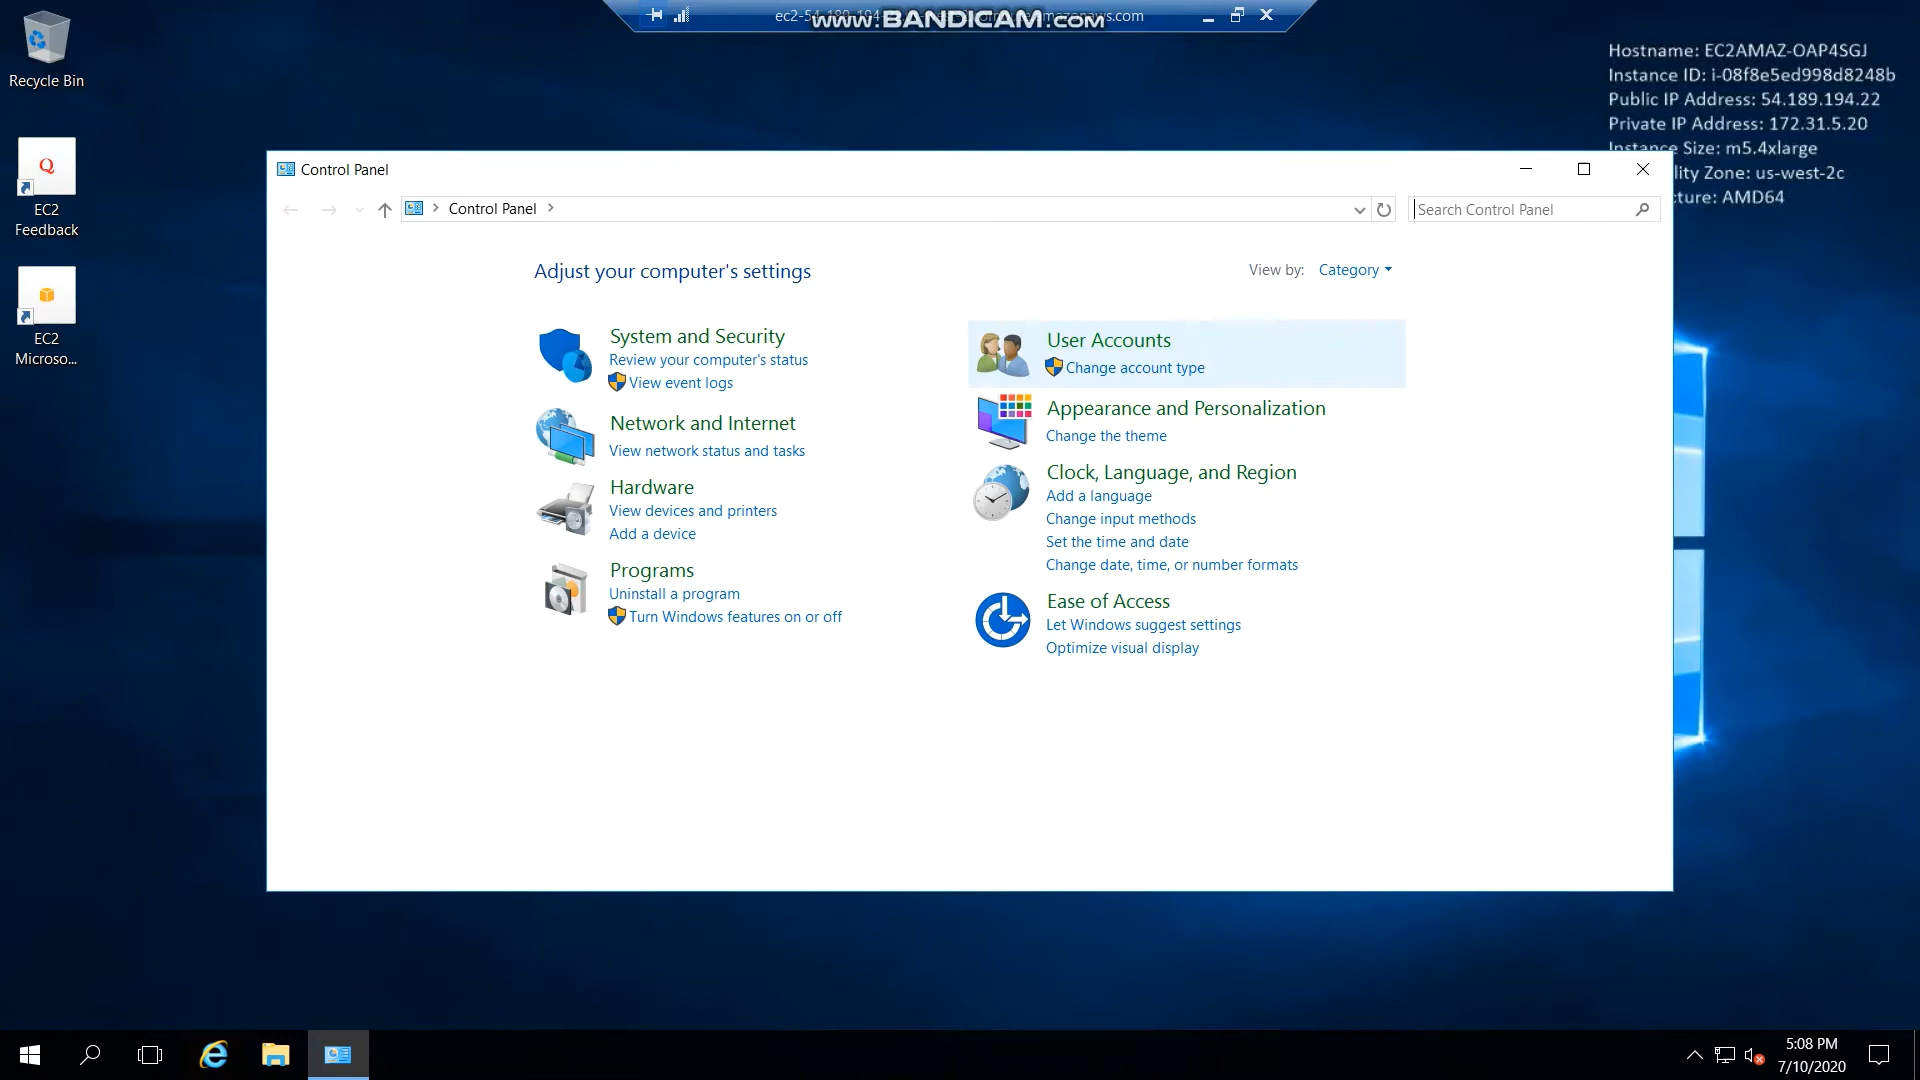 Recycle Bin
EC2
Feedback
EC2
Microso...
www.BANDICAM.com
Hostname: EC2AMAZ-OAP4SGJ
Instance ID: i-08f8e5ed998d8248b
Public IP Address: 54.189.194.22
Private IP Address: 172.31.5.20
Instance Size: m5.4xlarge
lity Zone: us-west-2c
cture: AMD64
Control Panel
Control Panel
Search Control Panel
Adjust your computer's settings
View by: Category
System and Security
Review your computer's status
View event logs
Network and Internet
View network status and tasks
Hardware
View devices and printers
Add a device
Programs
Uninstall a program
Turn Windows features on or off
User Accounts
Change account type
Appearance and Personalization
Change the theme
Clock, Language, and Region
Add a language
Change input methods
Set the time and date
Change date, time, or number formats
Ease of Access
Let Windows suggest settings
Optimize visual display
5:08 PM
7/10/2020